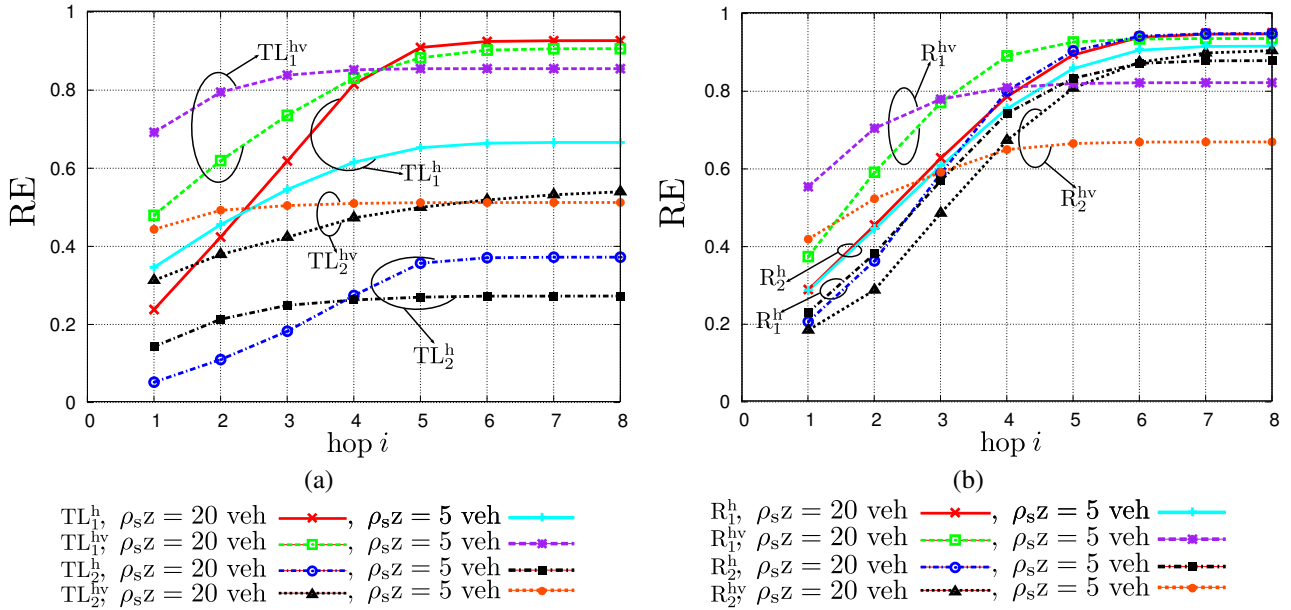 1
0.8
0.6
0.4
0.2
0
RE
0 1 2 3 4 5 6 7 8
hop i
TL₁ʰᵛ
TL₁ʰ
TL₂ʰᵛ
TL₂ʰ
(a)
TL₁ʰ, ρₛz = 20 veh , ρₛz = 5 veh
TL₁ʰᵛ, ρₛz = 20 veh , ρₛz = 5 veh
TL₂ʰ, ρₛz = 20 veh , ρₛz = 5 veh
TL₂ʰᵛ, ρₛz = 20 veh , ρₛz = 5 veh
1
0.8
0.6
0.4
0.2
0
RE
0 1 2 3 4 5 6 7 8
hop i
R₁ʰᵛ
R₂ʰᵛ
R₂ʰ
R₁ʰ
(b)
R₁ʰ, ρₛz = 20 veh , ρₛz = 5 veh
R₁ʰᵛ, ρₛz = 20 veh , ρₛz = 5 veh
R₂ʰ, ρₛz = 20 veh , ρₛz = 5 veh
R₂ʰᵛ, ρₛz = 20 veh , ρₛz = 5 veh